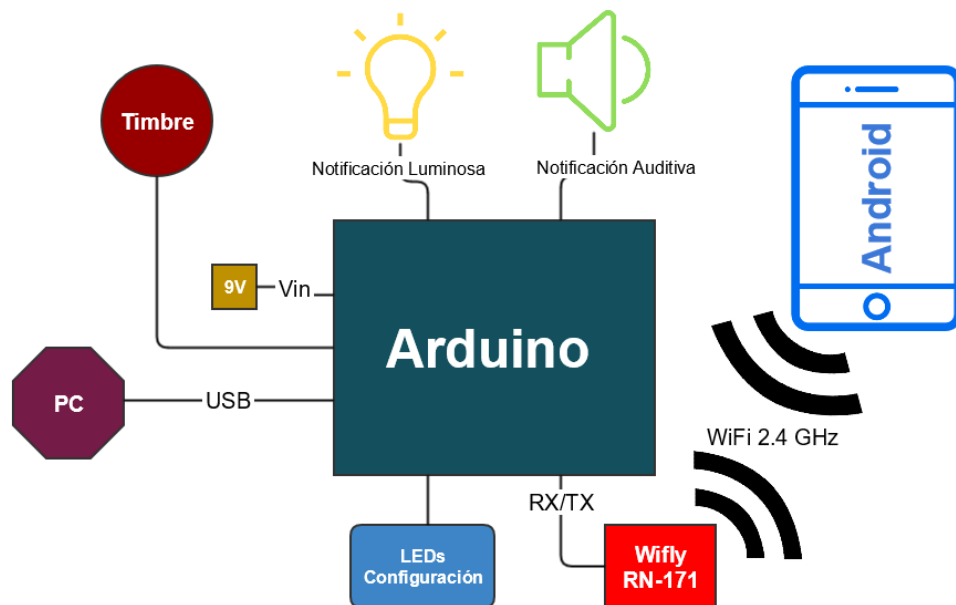 Timbre
Notificación Luminosa
Notificación Auditiva
Android
9V
Vin
Arduino
PC
USB
WiFi 2.4 GHz
RX/TX
LEDs
Configuración
Wifly
RN-171